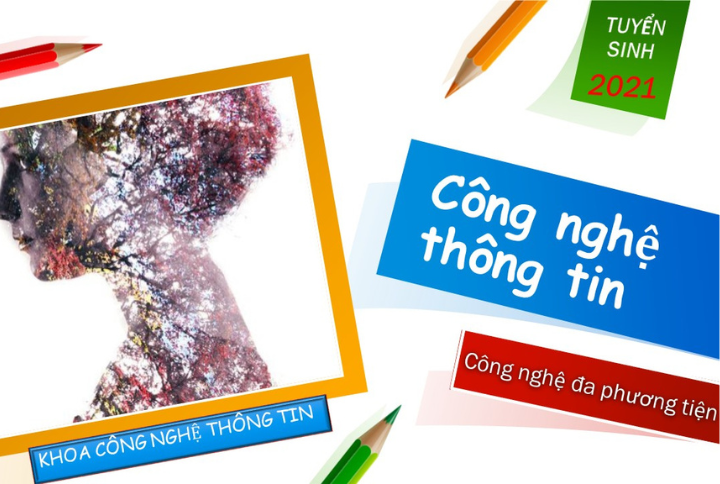 TUYỂN
SINH
2021
Công nghệ
thông tin
Công nghệ đa phương tiện
KHOA CÔNG NGHỆ THÔNG TIN